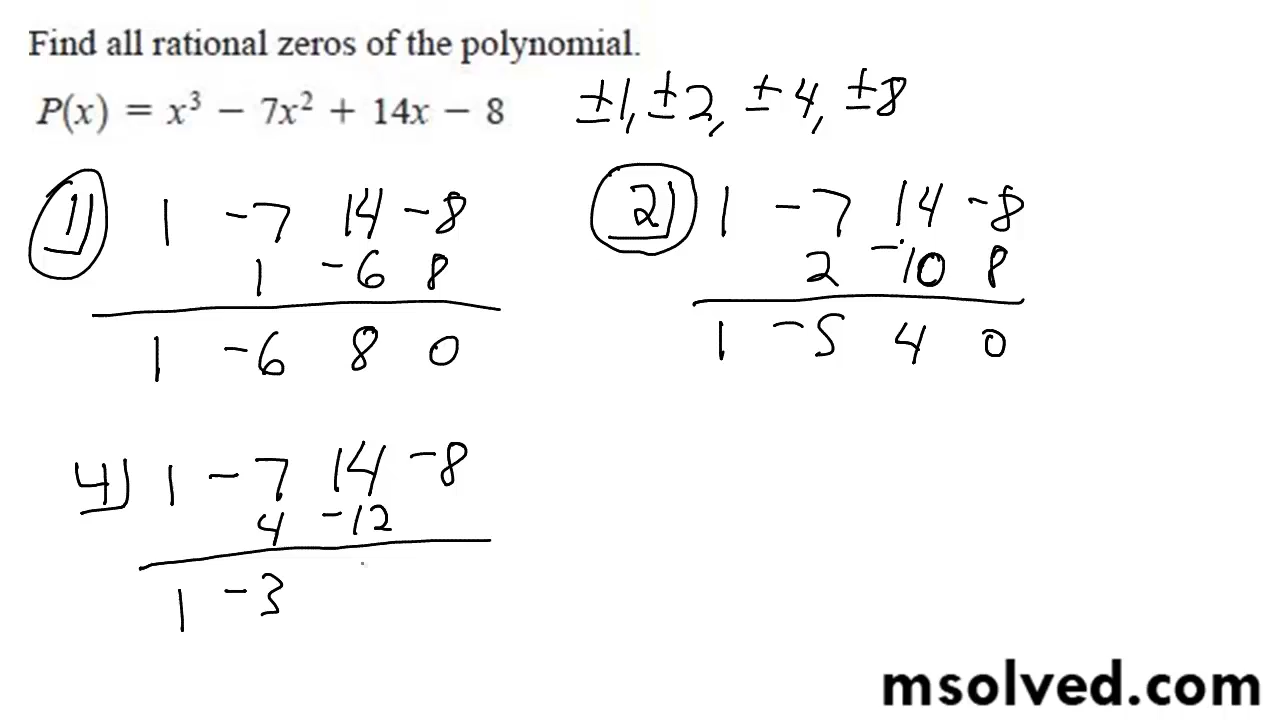 Find all rational zeros of the polynomial.
P(x) = x³ − 7x² + 14x − 8
±1, ±2, ±4, ±8
1) 1 −7 14 −8
1 −6 8
1 −6 8 0
2) 1 −7 14 −8
2 −10 8
1 −5 4 0
4) 1 −7 14 −8
4 −12
1 −3
msolved.com